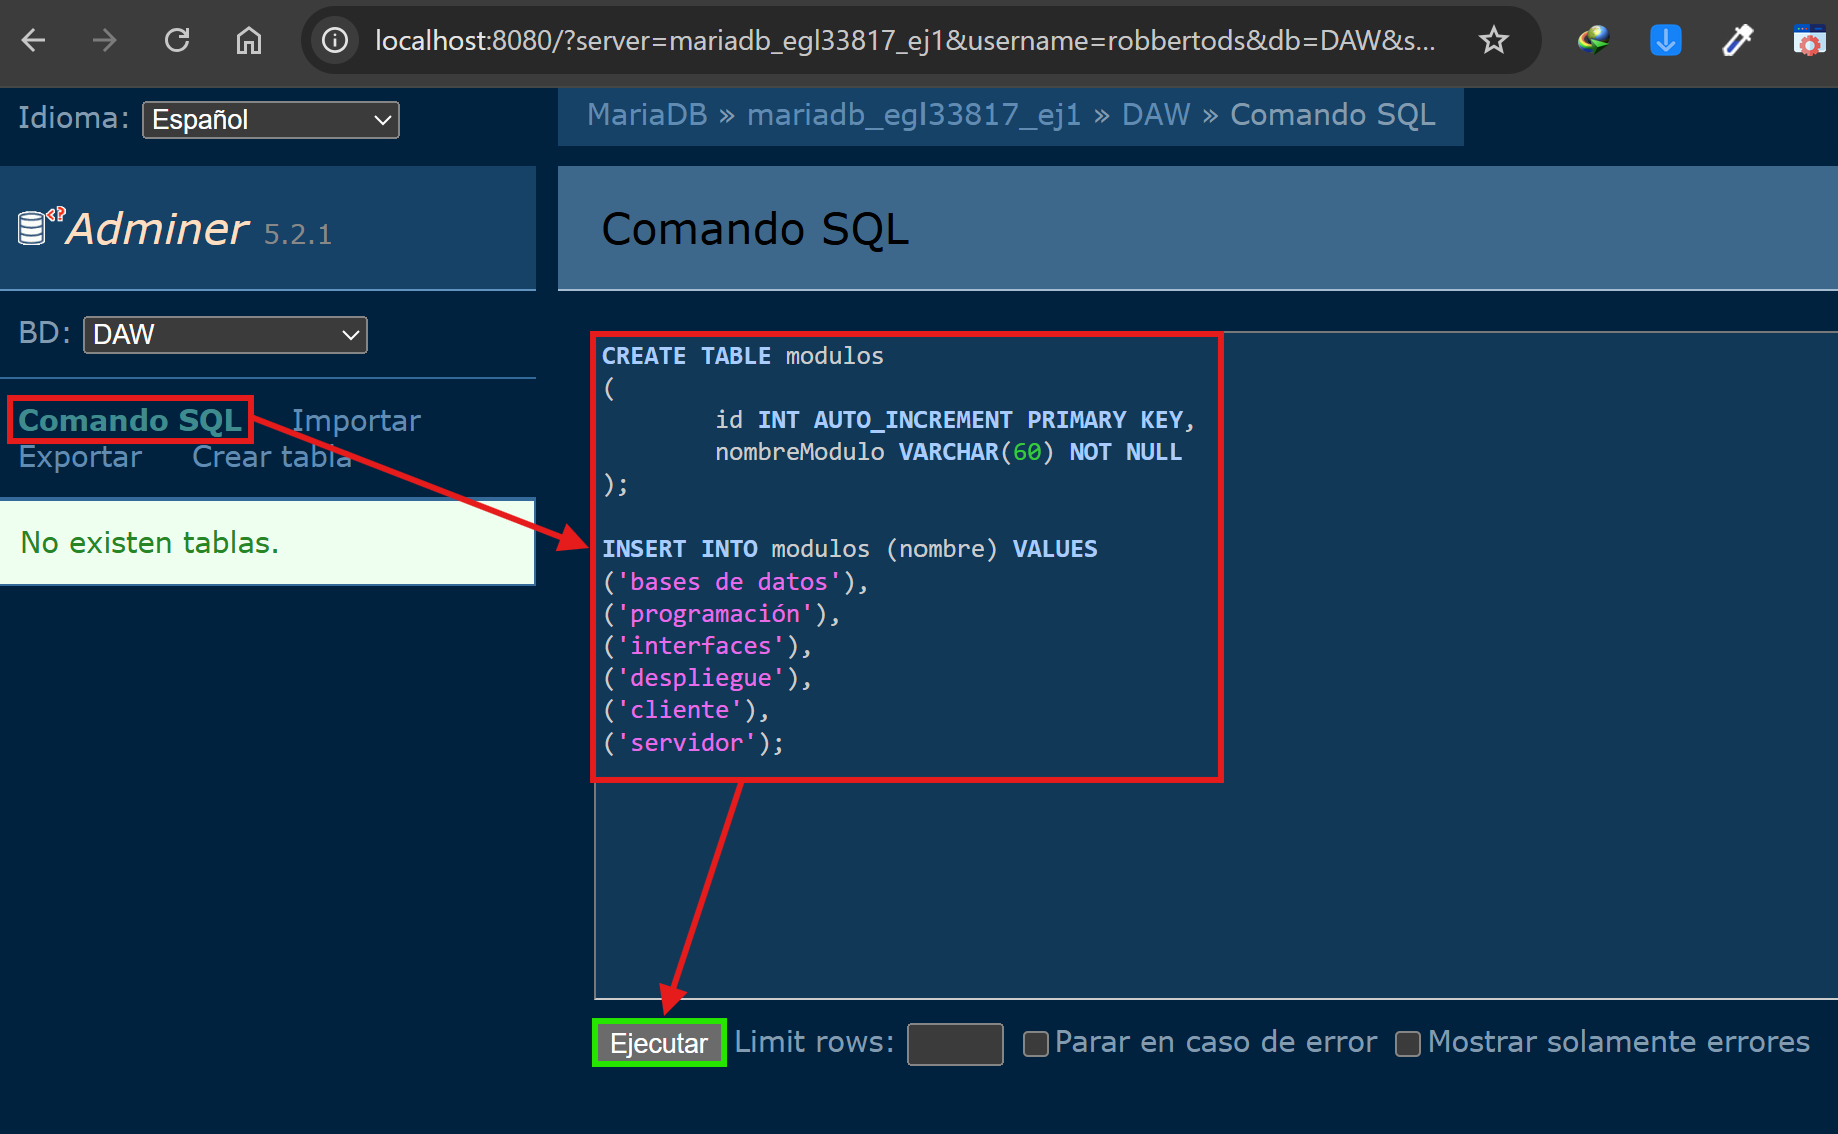 localhost:8080/?server=mariadb_egl33817_ej1&username=robbertods&db=DAW&s...
Idioma: Español
MariaDB » mariadb_egl33817_ej1 » DAW » Comando SQL
<? Adminer 5.2.1
Comando SQL
BD: DAW
Comando SQL Importar
Exportar Crear tabla
No existen tablas.
CREATE TABLE modulos
(
id INT AUTO_INCREMENT PRIMARY KEY,
nombreModulo VARCHAR(60) NOT NULL
);
INSERT INTO modulos (nombre) VALUES
('bases de datos'),
('programación'),
('interfaces'),
('despliegue'),
('cliente'),
('servidor');
Ejecutar Limit rows: Parar en caso de error Mostrar solamente errores